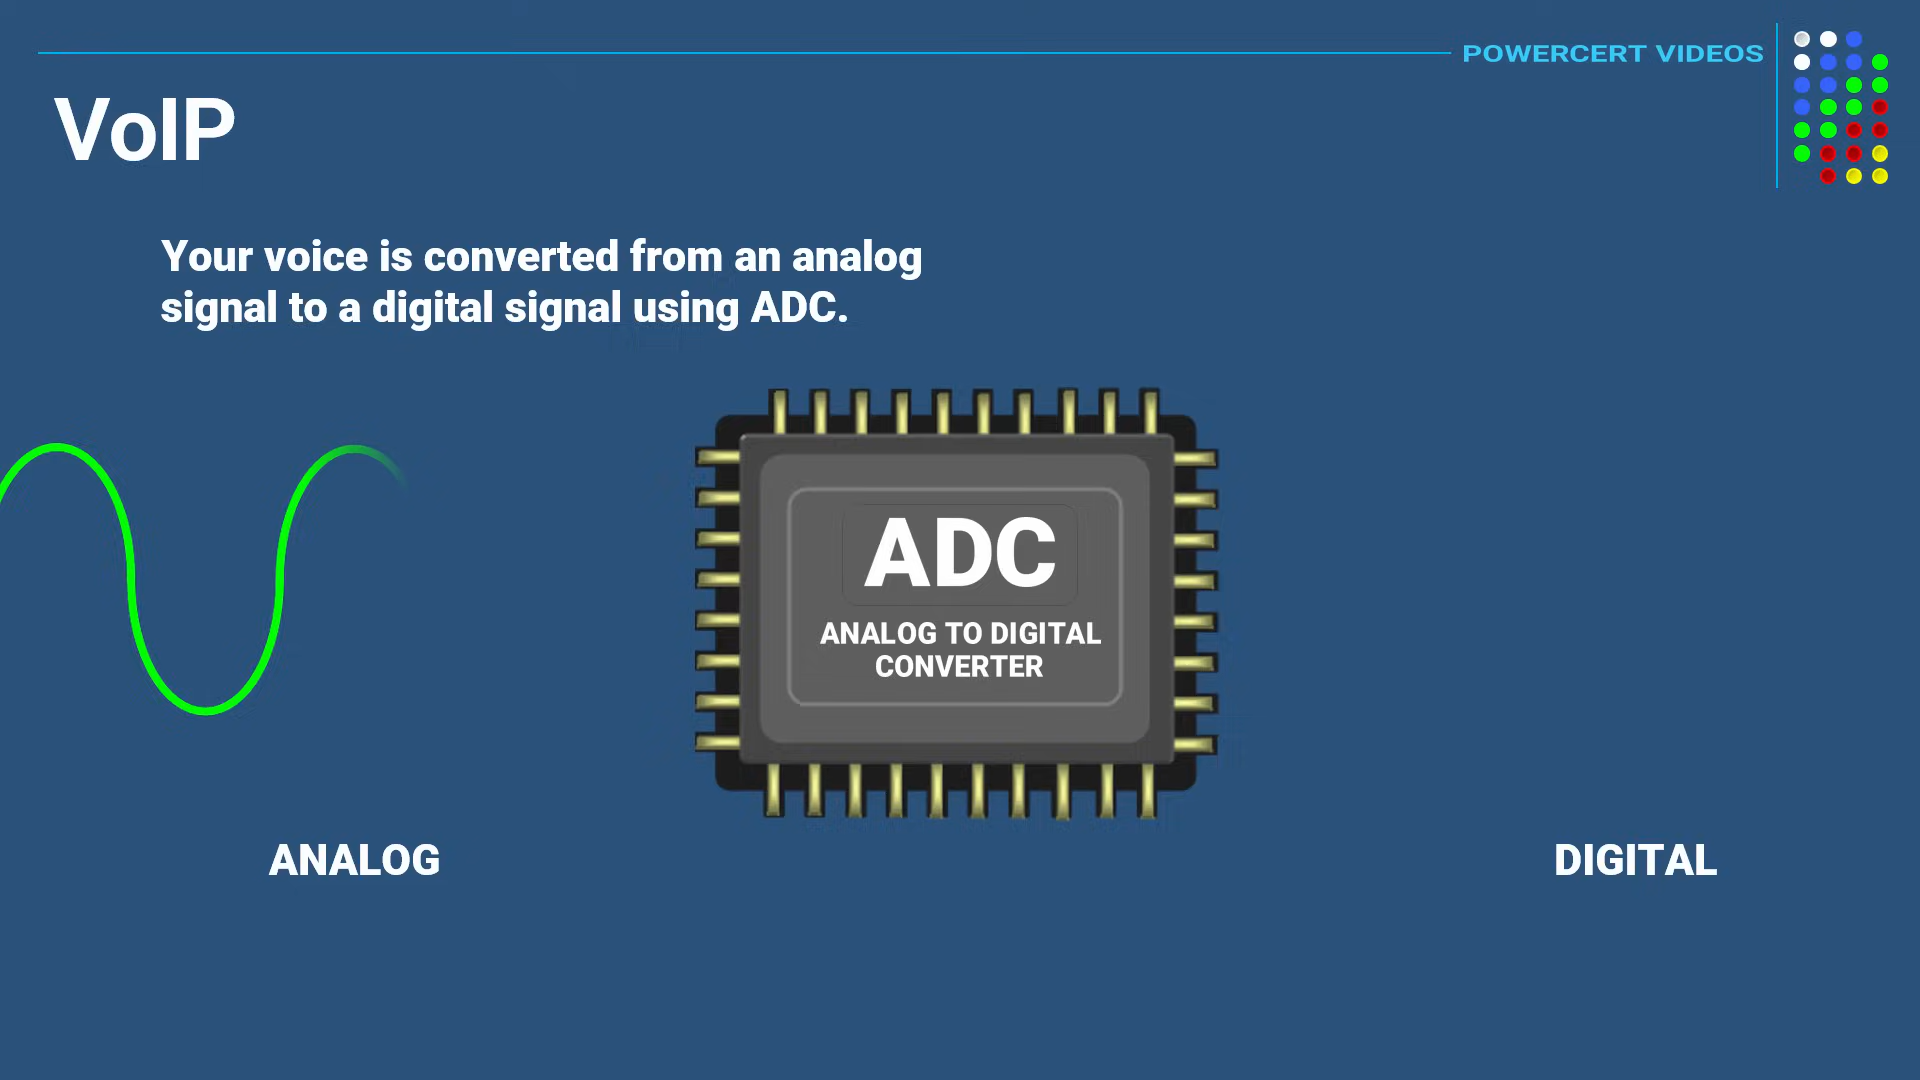 POWERCERT VIDEOS
VoIP
Your voice is converted from an analog
signal to a digital signal using ADC.
ADC
ANALOG TO DIGITAL
CONVERTER
ANALOG
DIGITAL